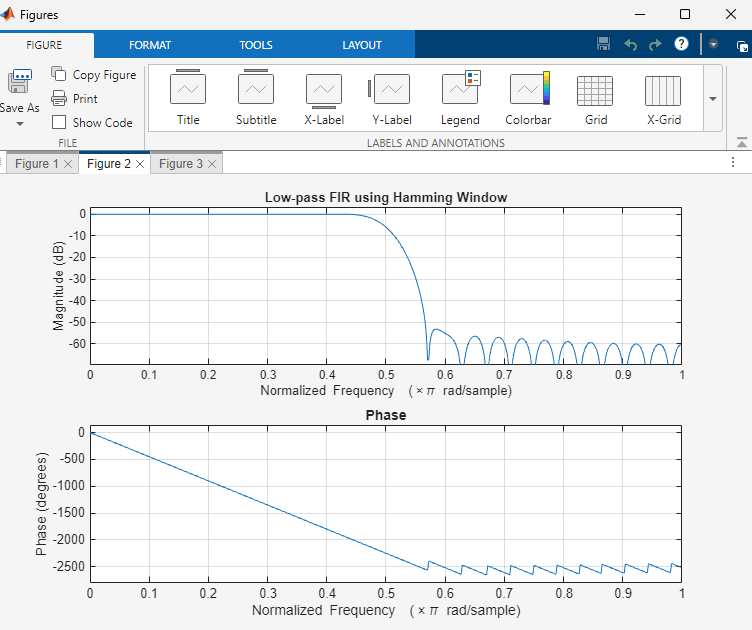 Figures
FIGURE FORMAT TOOLS LAYOUT
?
Save As
Copy Figure
Print
Show Code
FILE
Title Subtitle X-Label Y-Label Legend Colorbar Grid X-Grid
LABELS AND ANNOTATIONS
Figure 1 Figure 2 Figure 3
Low-pass FIR using Hamming Window
Magnitude (dB)
0
-10
-20
-30
-40
-50
-60
0 0.1 0.2 0.3 0.4 0.5 0.6 0.7 0.8 0.9 1
Normalized Frequency (×π rad/sample)
Phase
Phase (degrees)
0
-500
-1000
-1500
-2000
-2500
0 0.1 0.2 0.3 0.4 0.5 0.6 0.7 0.8 0.9 1
Normalized Frequency (×π rad/sample)